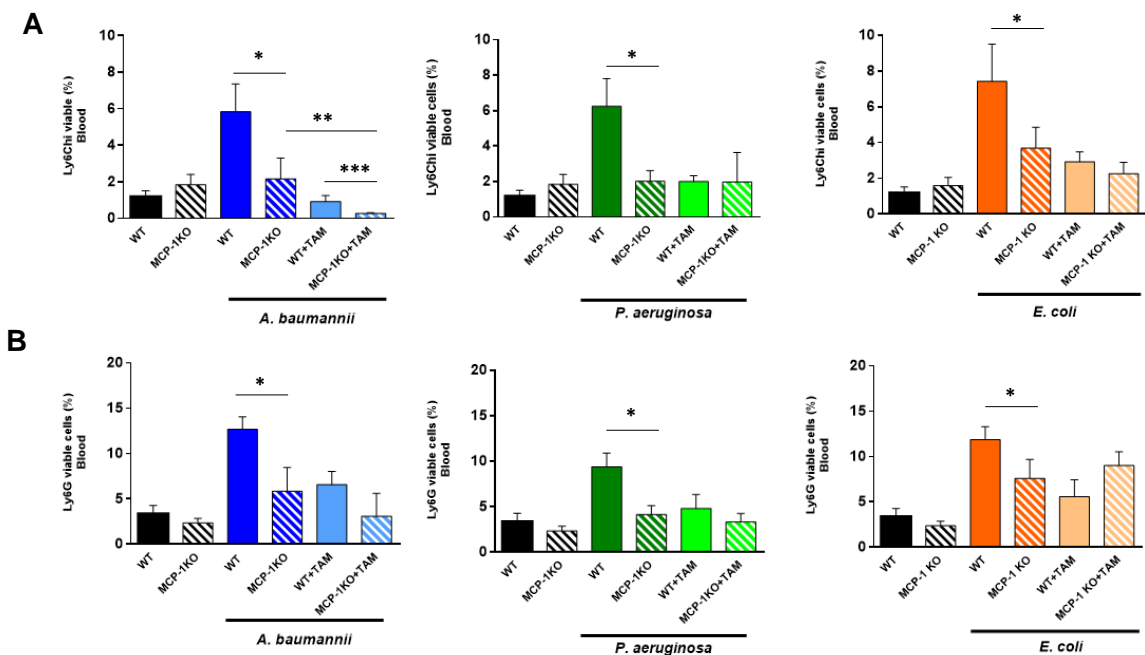 A
Ly6Chi viable (%)
Blood
10
8
6
4
2
0
*
**
***
WT
MCP-1KO
WT
MCP-1KO
WT+TAM
MCP-1KO+TAM
A. baumannii
Ly6Chi viable cells (%)
Blood
10
8
6
4
2
0
*
WT
MCP-1KO
WT
MCP-1KO
WT+TAM
MCP-1KO+TAM
P. aeruginosa
Ly6Chi viable cells (%)
Blood
10
8
6
4
2
0
*
WT
MCP-1 KO
WT
MCP-1 KO
WT+TAM
MCP-1 KO+TAM
E. coli
B
Ly6G viable cells (%)
Blood
20
15
10
5
0
*
WT
MCP-1KO
WT
MCP-1KO
WT+TAM
MCP-1KO+TAM
A. baumannii
Ly6G viable cells (%)
Blood
20
15
10
5
0
*
WT
MCP-1KO
WT
MCP-1KO
WT+TAM
MCP-1KO+TAM
P. aeruginosa
Ly6G viable cells (%)
Blood
20
15
10
5
0
*
WT
MCP-1 KO
WT
MCP-1 KO
WT+TAM
MCP-1 KO+TAM
E. coli